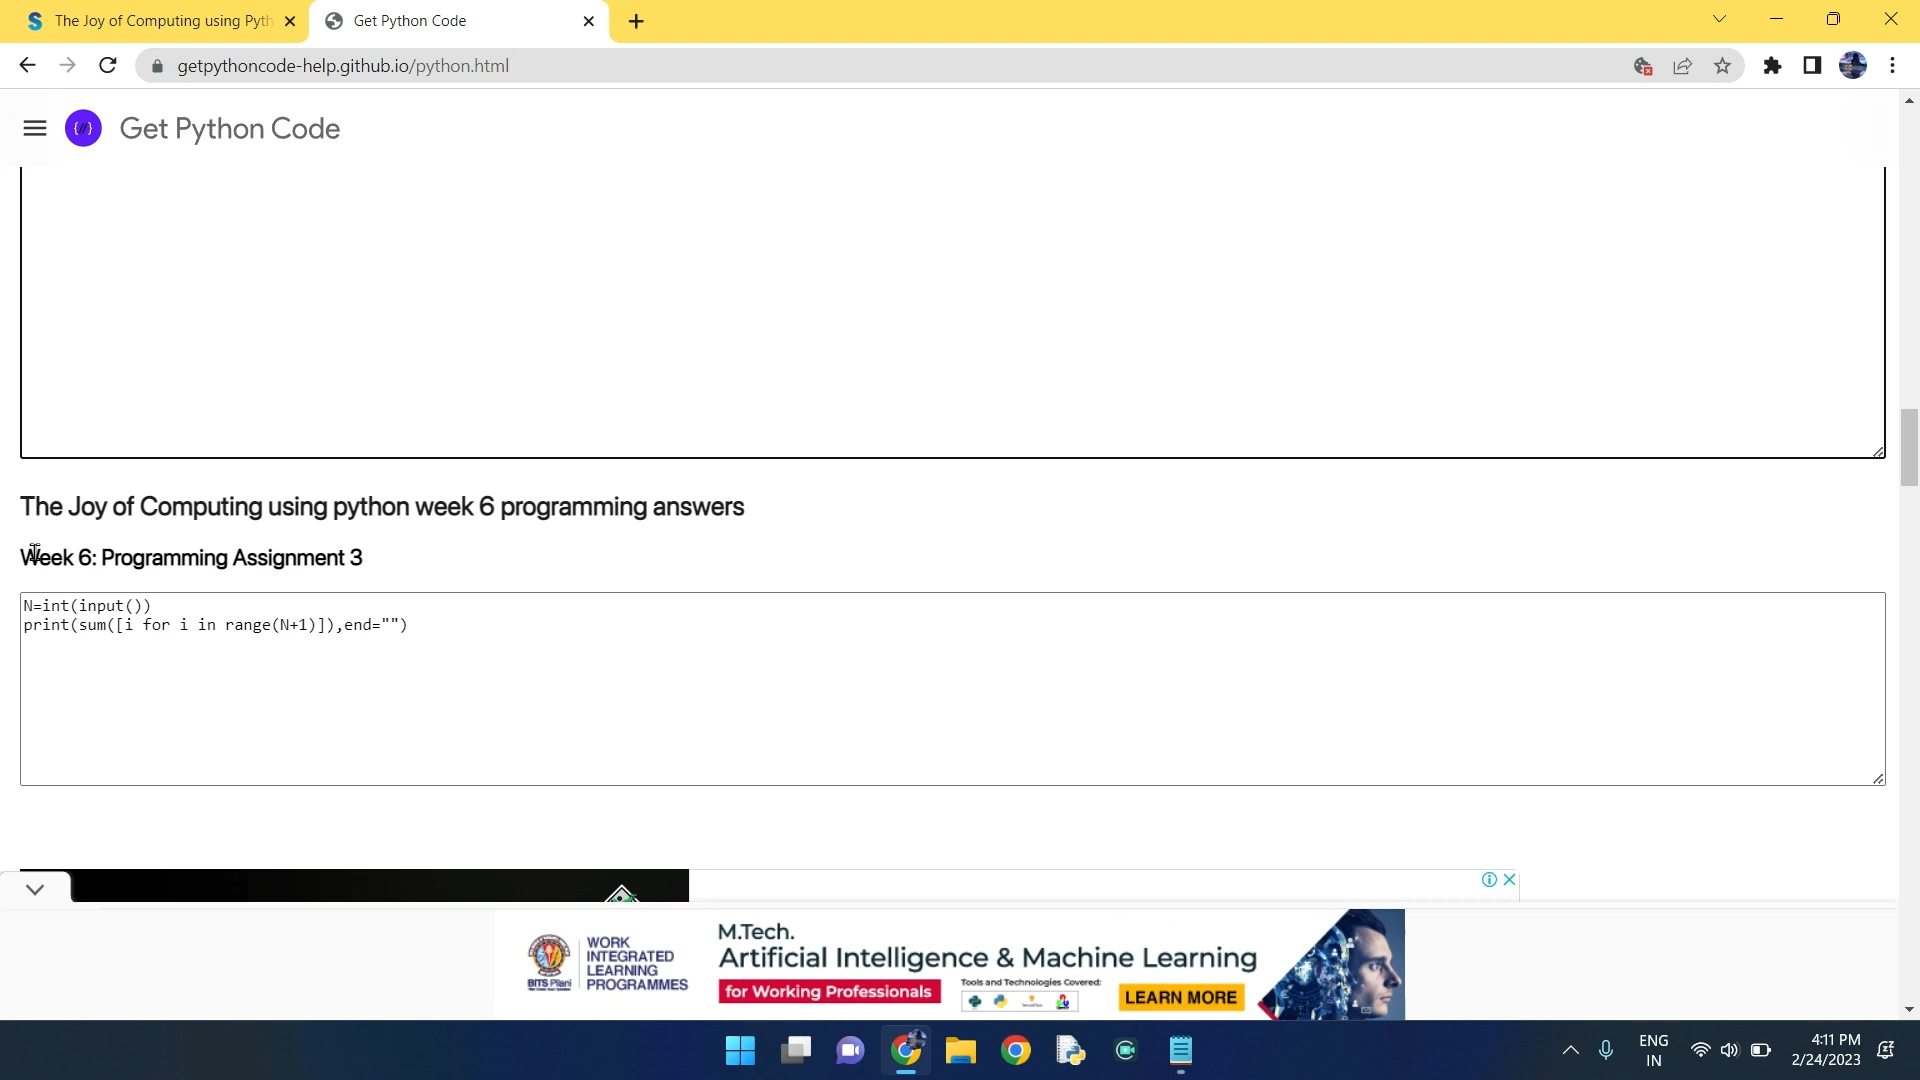 The Joy of Computing using Pyth
Get Python Code
getpythoncode-help.github.io/python.html
{//} Get Python Code
The Joy of Computing using python week 6 programming answers
Week 6: Programming Assignment 3
N=int(input())
print(sum([i for i in range(N+1)]),end="")
WORK
INTEGRATED
LEARNING
PROGRAMMES
BITS Pilani
M.Tech.
Artificial Intelligence & Machine Learning
for Working Professionals
Tools and Technologies Covered:
LEARN MORE
ENG
IN
4:11 PM
2/24/2023